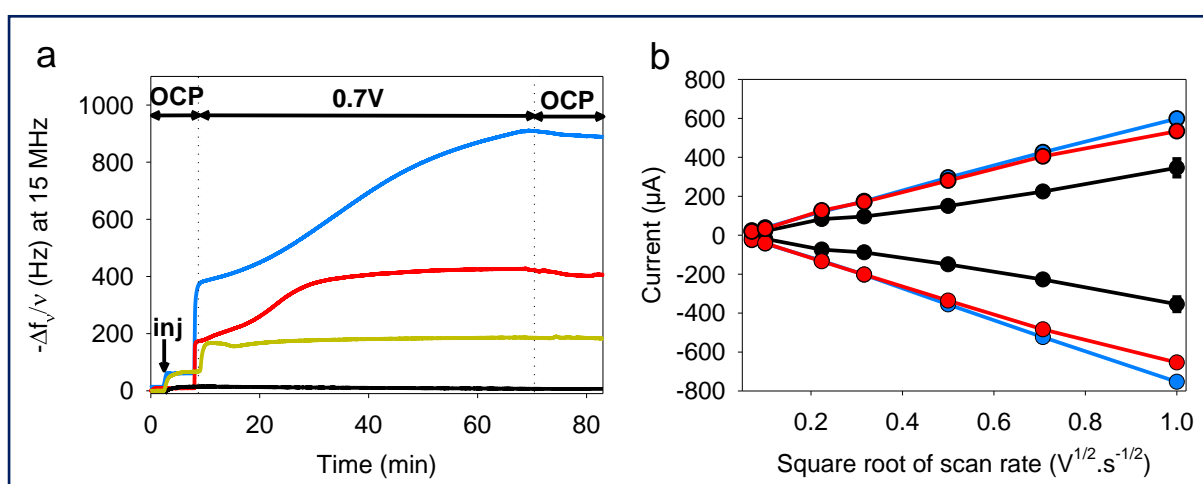 a
OCP
0.7V
OCP
inj
1000
800
600
400
200
0
-Δfᵥ/ν (Hz) at 15 MHz
0 20 40 60 80
Time (min)
b
800
600
400
200
0
-200
-400
-600
-800
Current (µA)
0.2 0.4 0.6 0.8 1.0
Square root of scan rate (V^1/2.s^-1/2)